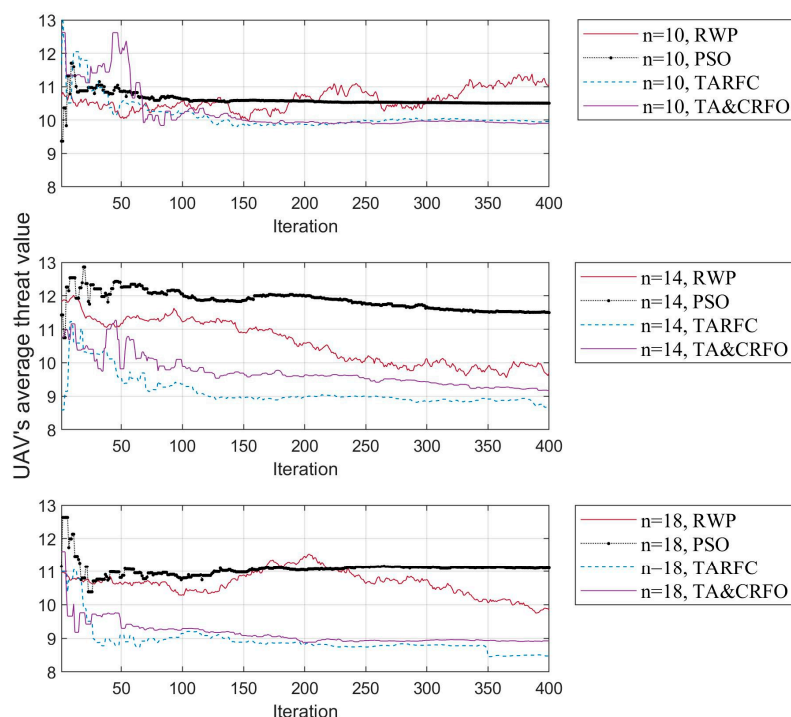 UAV's average threat value
13
12
11
10
9
8
50 100 150 200 250 300 350 400
Iteration
n=10, RWP
n=10, PSO
n=10, TARFC
n=10, TA&CRFO
13
12
11
10
9
8
50 100 150 200 250 300 350 400
Iteration
n=14, RWP
n=14, PSO
n=14, TARFC
n=14, TA&CRFO
13
12
11
10
9
8
50 100 150 200 250 300 350 400
Iteration
n=18, RWP
n=18, PSO
n−18, TARFC
n=18, TA&CRFO